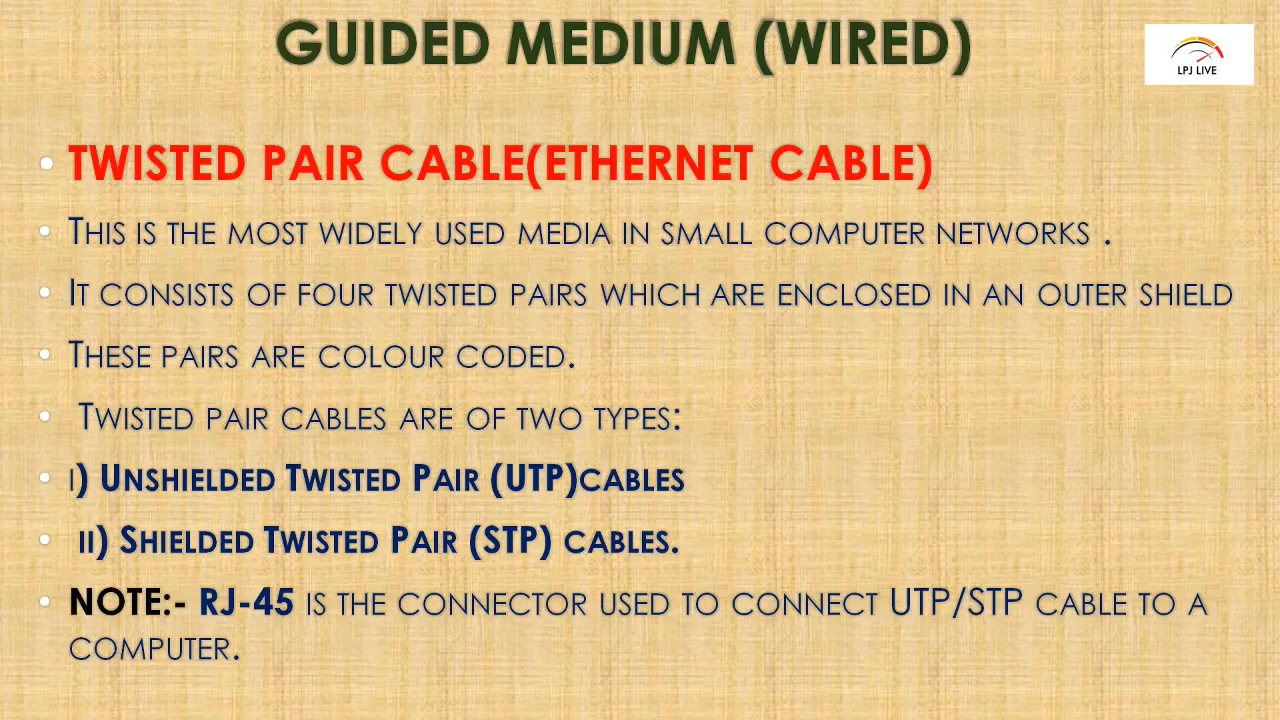 GUIDED MEDIUM (WIRED)
LPJ LIVE
• TWISTED PAIR CABLE(ETHERNET CABLE)
• THIS IS THE MOST WIDELY USED MEDIA IN SMALL COMPUTER NETWORKS .
• IT CONSISTS OF FOUR TWISTED PAIRS WHICH ARE ENCLOSED IN AN OUTER SHIELD
• THESE PAIRS ARE COLOUR CODED.
• TWISTED PAIR CABLES ARE OF TWO TYPES:
• I) UNSHIELDED TWISTED PAIR (UTP)CABLES
• II) SHIELDED TWISTED PAIR (STP) CABLES.
• NOTE:- RJ-45 IS THE CONNECTOR USED TO CONNECT UTP/STP CABLE TO A
COMPUTER.